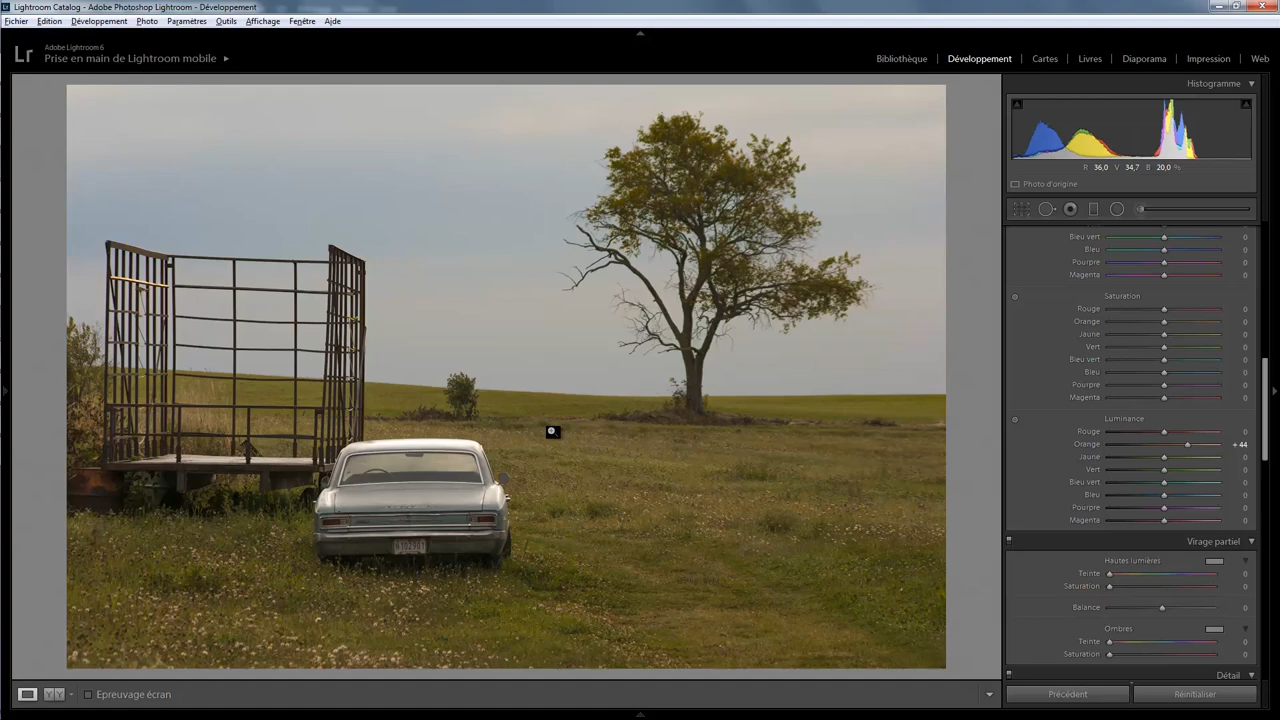 Lightroom Catalog - Adobe Photoshop Lightroom - Développement
Fichier Edition Développement Photo Paramètres Outils Affichage Fenêtre Aide
Adobe Lightroom 6
Lr Prise en main de Lightroom mobile
Bibliothèque Développement Cartes Livres Diaporama Impression Web
Histogramme
R 36,0 V 34,7 B 20,0 %
Photo d'origine
Bleu vert 0
Bleu 0
Pourpre 0
Magenta 0
Saturation
Rouge 0
Orange 0
Jaune 0
Vert 0
Bleu vert 0
Bleu 0
Pourpre 0
Magenta 0
Luminance
Rouge 0
Orange + 44
Jaune 0
Vert 0
Bleu vert 0
Bleu 0
Pourpre 0
Magenta 0
Virage partiel
Hautes lumières
Teinte 0
Saturation 0
Balance 0
Ombres
Teinte 0
Saturation 0
Détail
YY Epreuvage écran
Précédent Réinitialiser